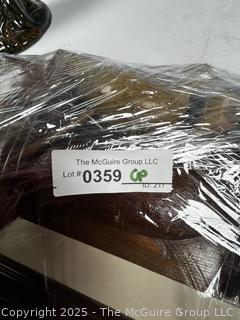 The McGuire Group LLC
Lot #: 0359 GP
ID: 217
Copyright 2025 - The McGuire Group LLC